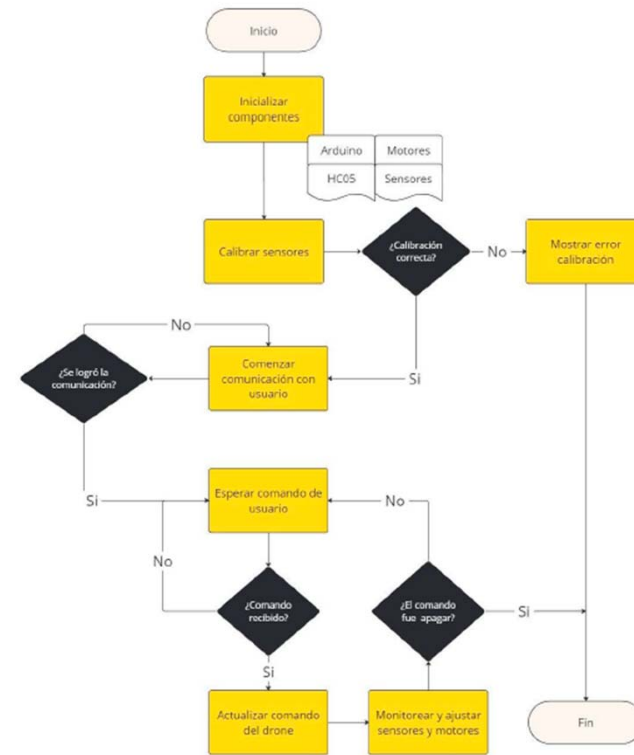 Inicio
Inicializar
componentes
Arduino
Motores
HC05
Sensores
Calibrar sensores
¿Calibración
correcta?
No
Mostrar error
calibración
Si
No
Comenzar
comunicación con
usuario
¿Se logró la
comunicación?
Si
Esperar comando de
usuario
No
No
¿Comando
recibido?
¿El comando
fue apagar?
Si
Si
Actualizar comando
del drone
Monitorear y ajustar
sensores y motores
Fin